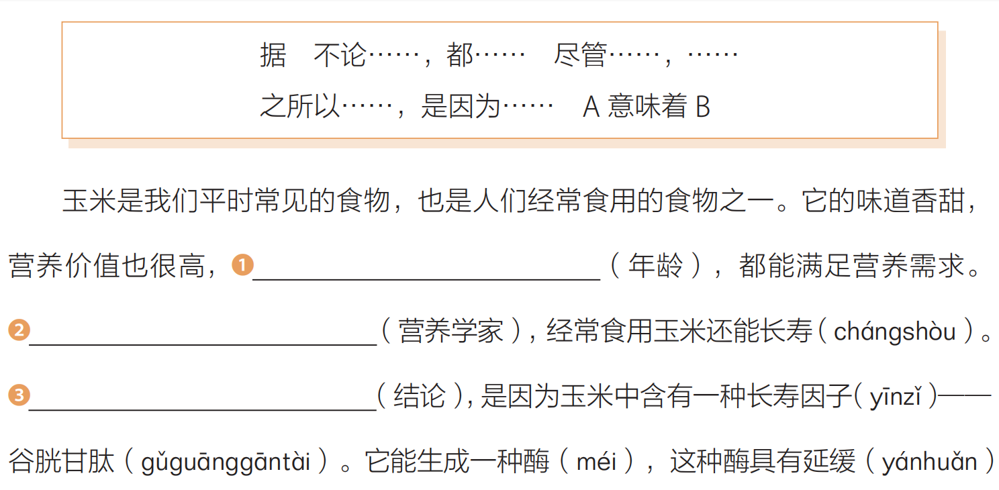 据 不论……，都…… 尽管……，……
之所以……，是因为…… A 意味着 B
玉米是我们平时常见的食物，也是人们经常食用的食物之一。它的味道香甜，
营养价值也很高，❶____________________（年龄），都能满足营养需求。
❷____________________（营养学家），经常食用玉米还能长寿（chángshòu）。
❸____________________（结论），是因为玉米中含有一种长寿因子（yīnzǐ）——
谷胱甘肽（gǔguānggāntài）。它能生成一种酶（méi），这种酶具有延缓（yánhuǎn）